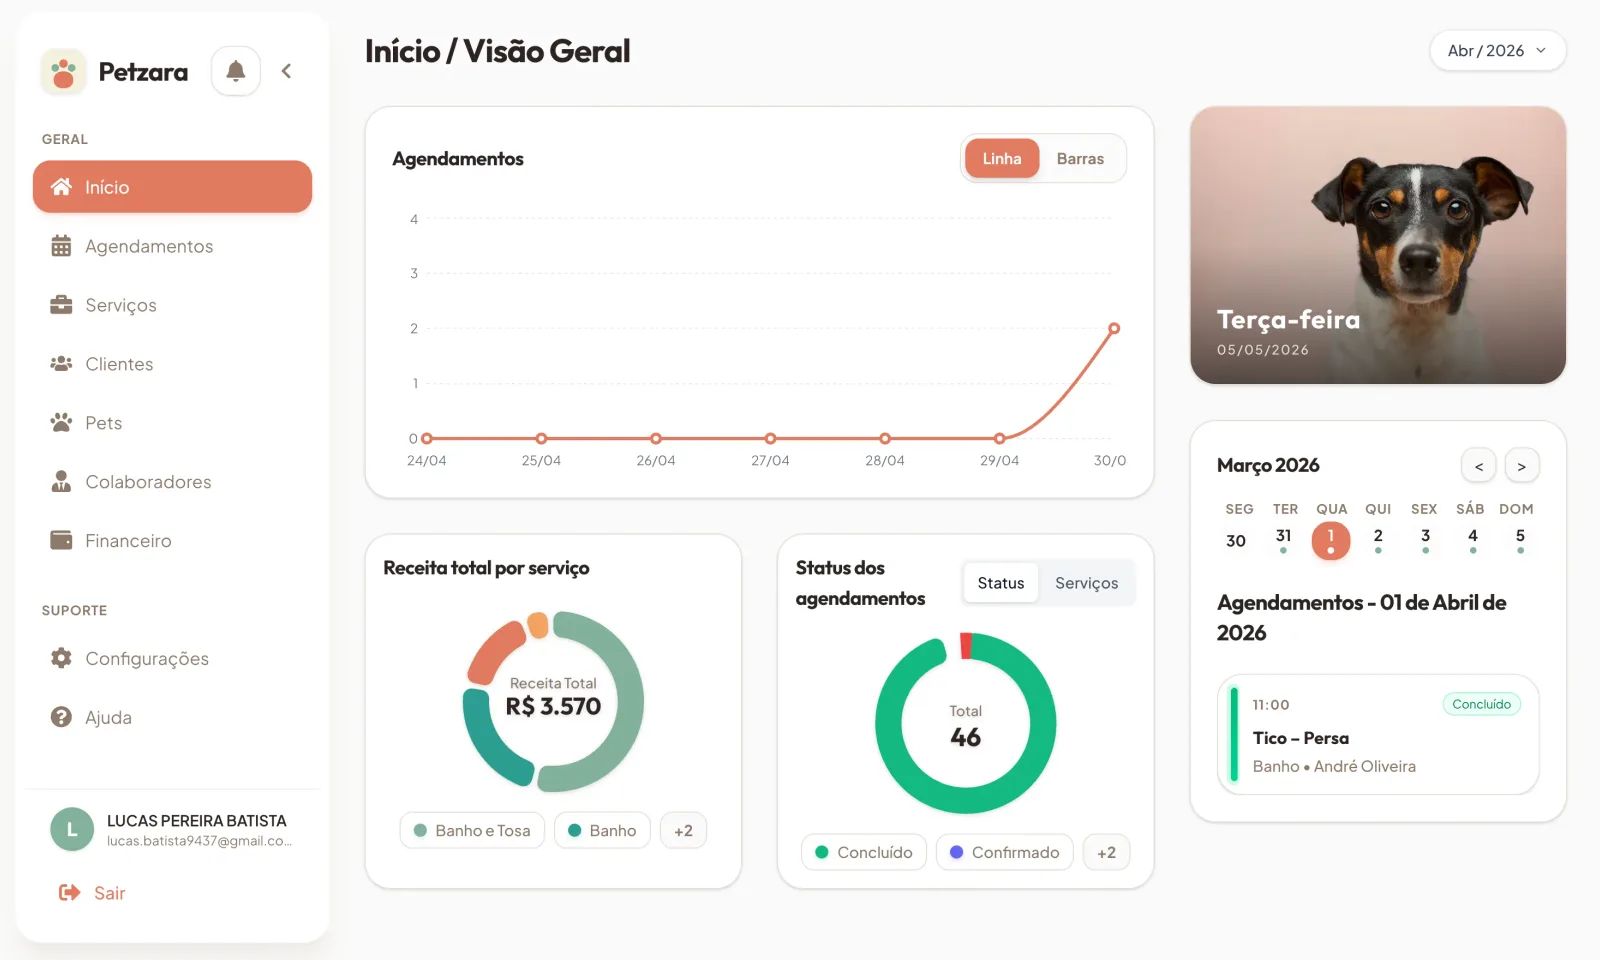 Petzara
GERAL
Início
Agendamentos
Serviços
Clientes
Pets
Colaboradores
Financeiro
SUPORTE
Configurações
Ajuda
L
LUCAS PEREIRA BATISTA
lucas.batista9437@gmail.co...
Sair
Início / Visão Geral
Abr / 2026
Agendamentos
Linha
Barras
4
3
2
1
0
24/04
25/04
26/04
27/04
28/04
29/04
30/0
Receita total por serviço
Receita Total
R$ 3.570
Banho e Tosa
Banho
+2
Status dos
agendamentos
Status
Serviços
Total
46
Concluído
Confirmado
+2
Terça-feira
05/05/2026
Março 2026
<
>
SEG TER QUA QUI SEX SÁB DOM
30 31 1 2 3 4 5
Agendamentos - 01 de Abril de
2026
11:00
Concluído
Tico – Persa
Banho • André Oliveira